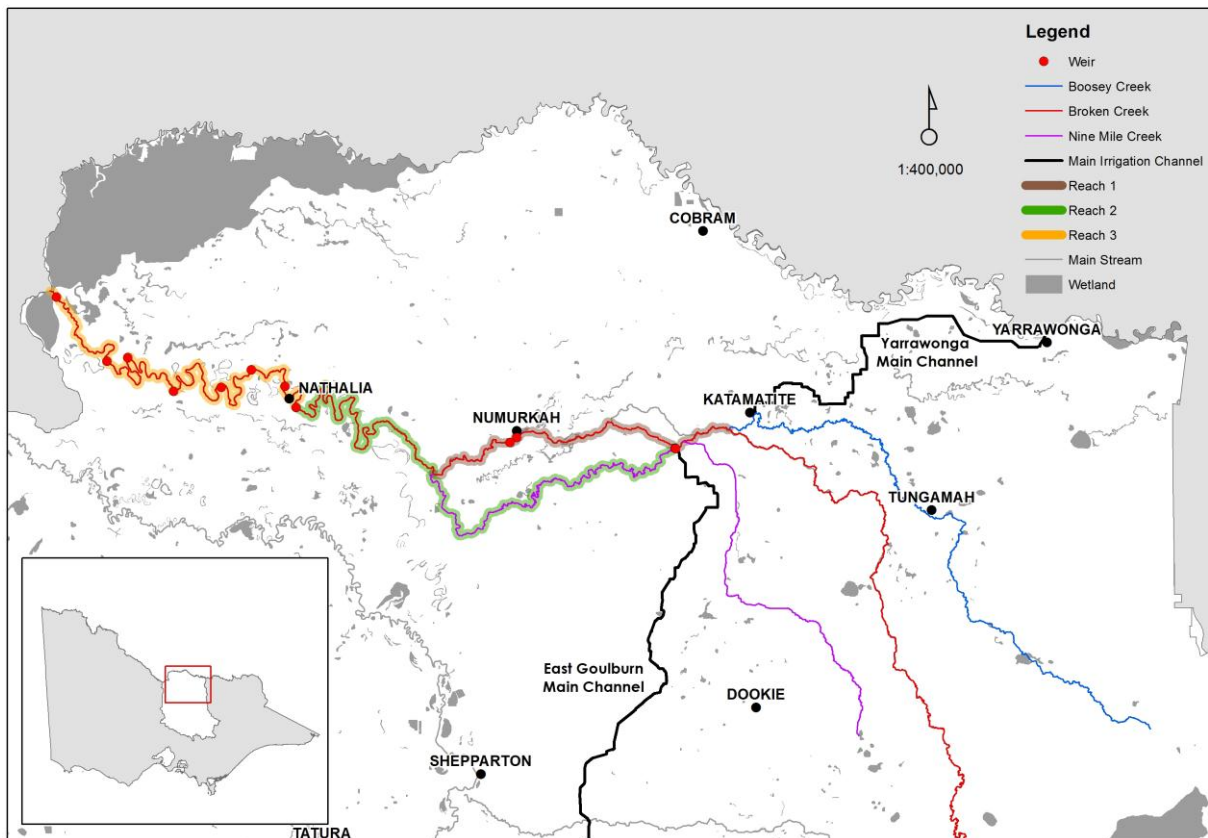 Legend
Weir
Boosey Creek
Broken Creek
Nine Mile Creek
Main Irrigation Channel
Reach 1
Reach 2
Reach 3
Main Stream
Wetland
1:400,000
COBRAM
YARRAWONGA
Yarrawonga
Main Channel
NATHALIA
KATAMATITE
NUMURKAH
TUNGAMAH
East Goulburn
Main Channel
DOOKIE
SHEPPARTON
TATURA